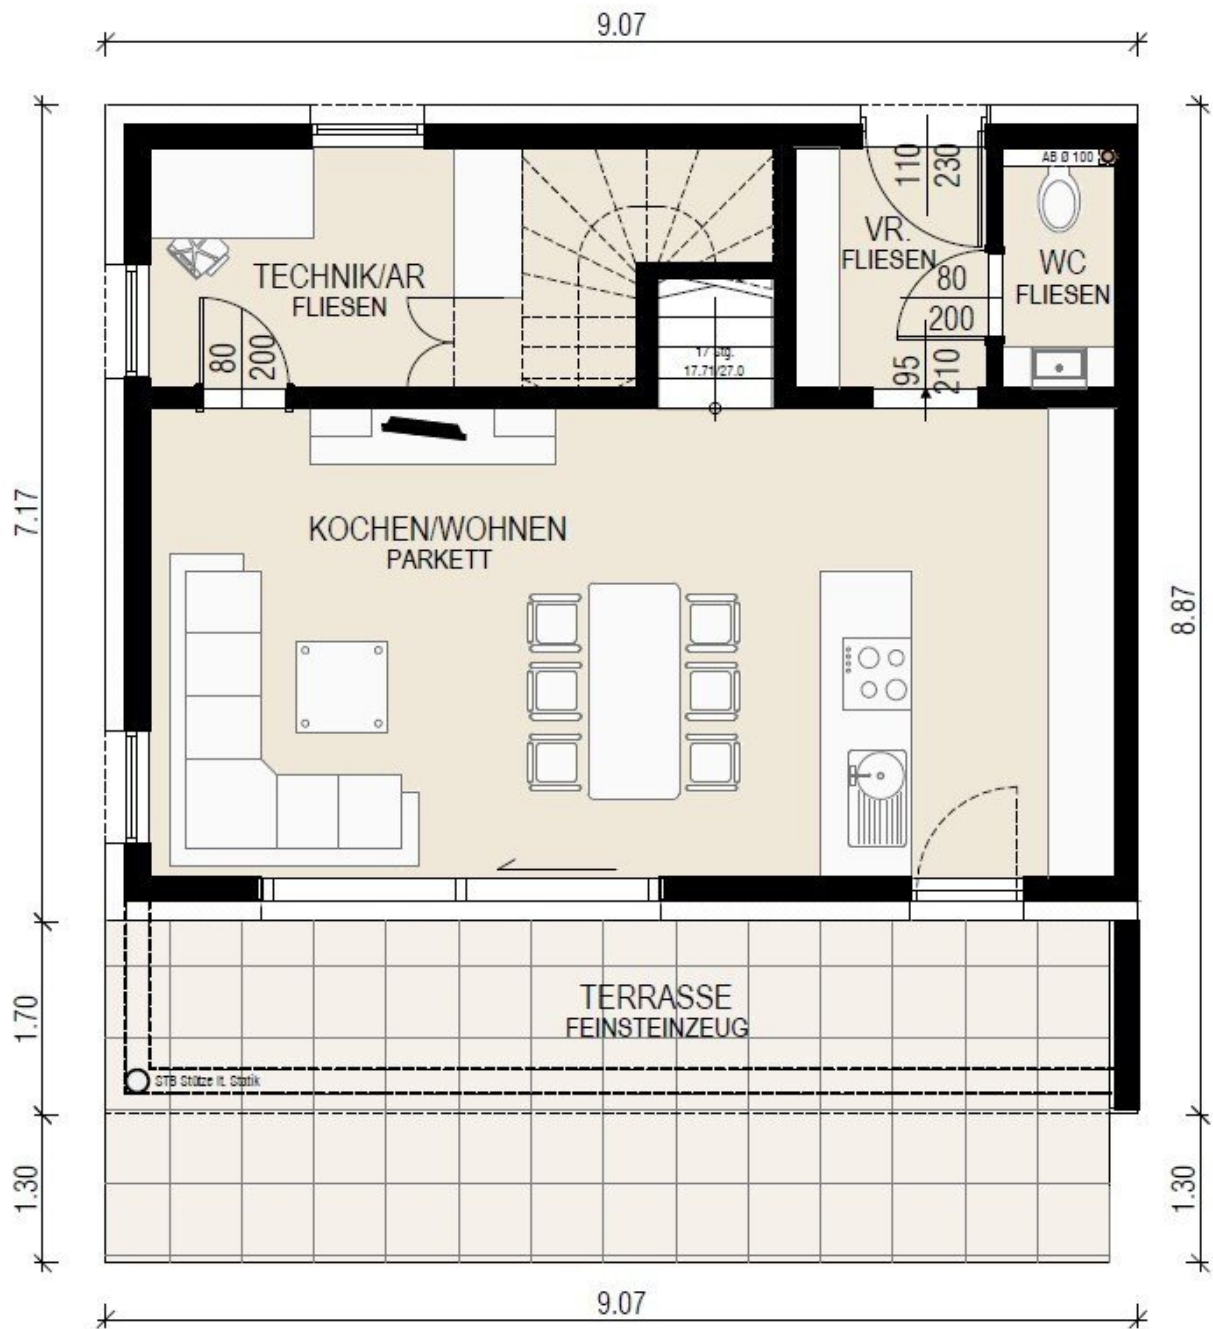 9.07
AB Ø 100
110
230
VR.
FLIESEN
WC
FLIESEN
TECHNIK/AR
FLIESEN
80
200
80
200
17 Stg.
17.71/27.0
95
210
7.17
KOCHEN/WOHNEN
PARKETT
8.87
TERRASSE
FEINSTEINZEUG
1.70
STB Stütze lt. Statik
1.30
1.30
9.07